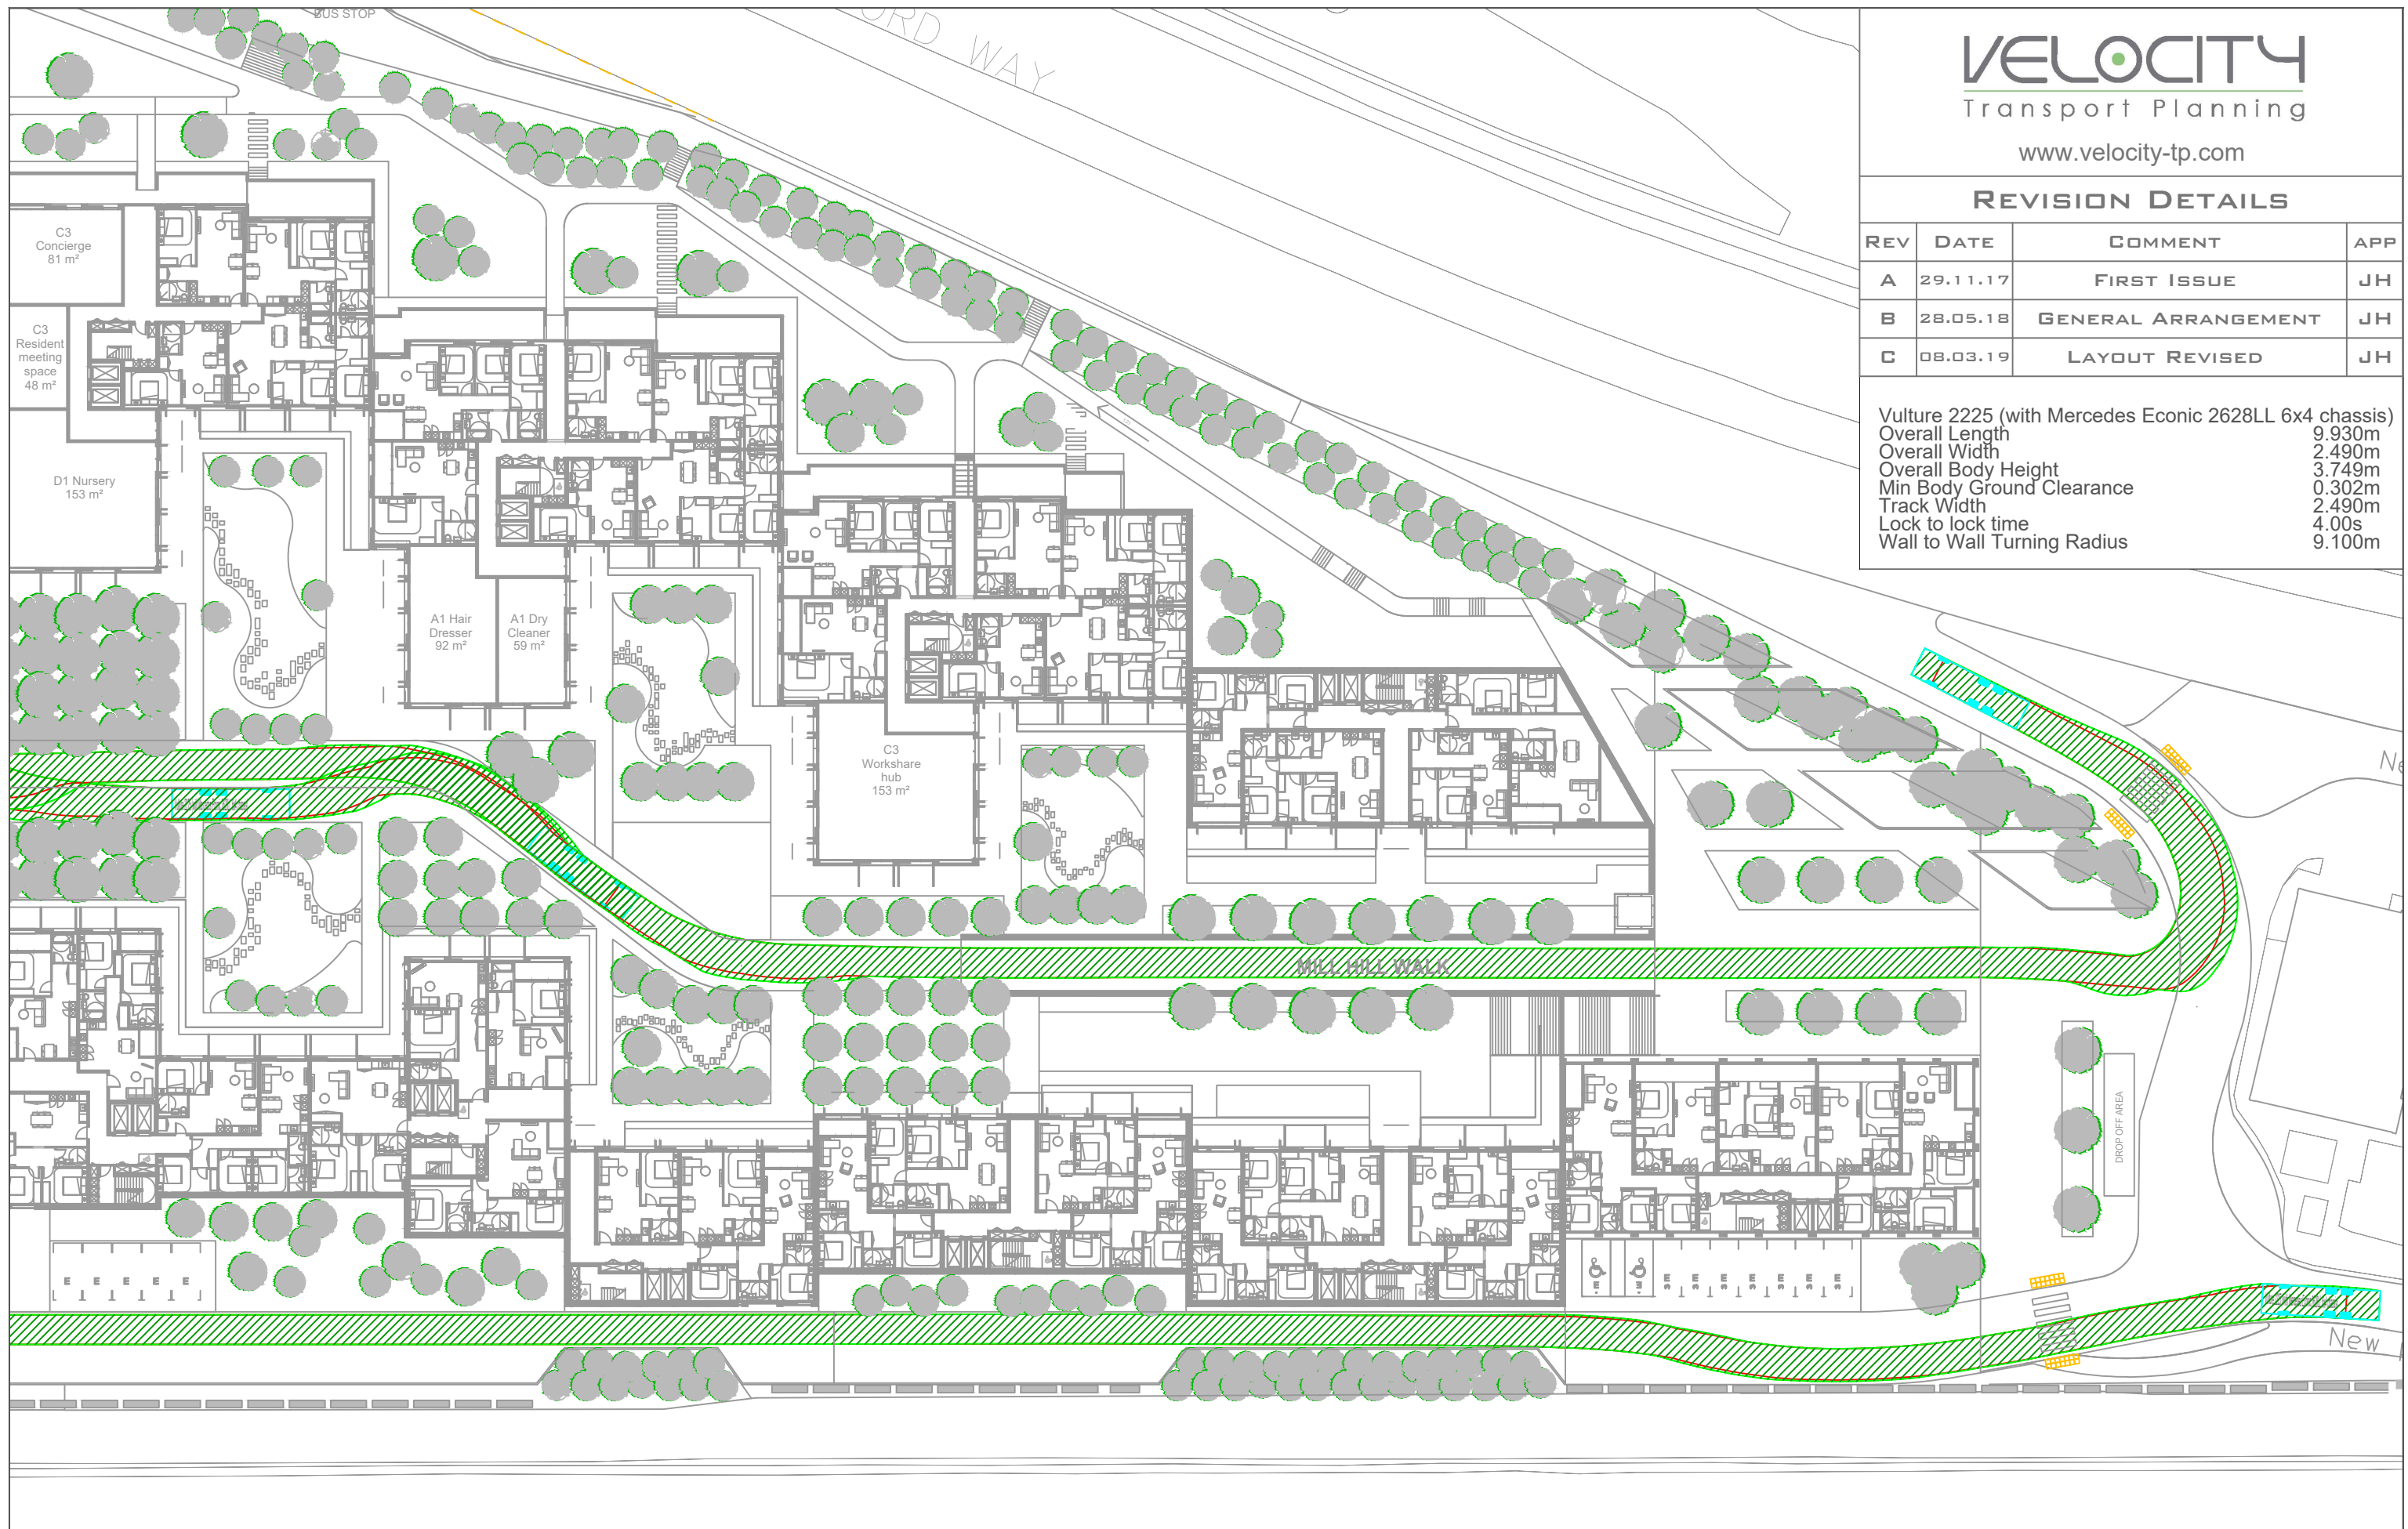 BUS STOP
ORD WAY
VELOCITY
Transport Planning
www.velocity-tp.com
REVISION DETAILS
REV DATE COMMENT APP
A 29.11.17 FIRST ISSUE JH
B 28.05.18 GENERAL ARRANGEMENT JH
C 08.03.19 LAYOUT REVISED JH
Vulture 2225 (with Mercedes Econic 2628LL 6x4 chassis)
Overall Length 9.930m
Overall Width 2.490m
Overall Body Height 3.749m
Min Body Ground Clearance 0.302m
Track Width 2.490m
Lock to lock time 4.00s
Wall to Wall Turning Radius 9.100m
C3
Concierge
81 m²
C3
Resident
meeting
space
48 m²
D1 Nursery
153 m²
A1 Hair
Dresser
92 m²
A1 Dry
Cleaner
59 m²
C3
Workshare
hub
153 m²
Ne
MILL HILL WALK
DROP OFF AREA
New